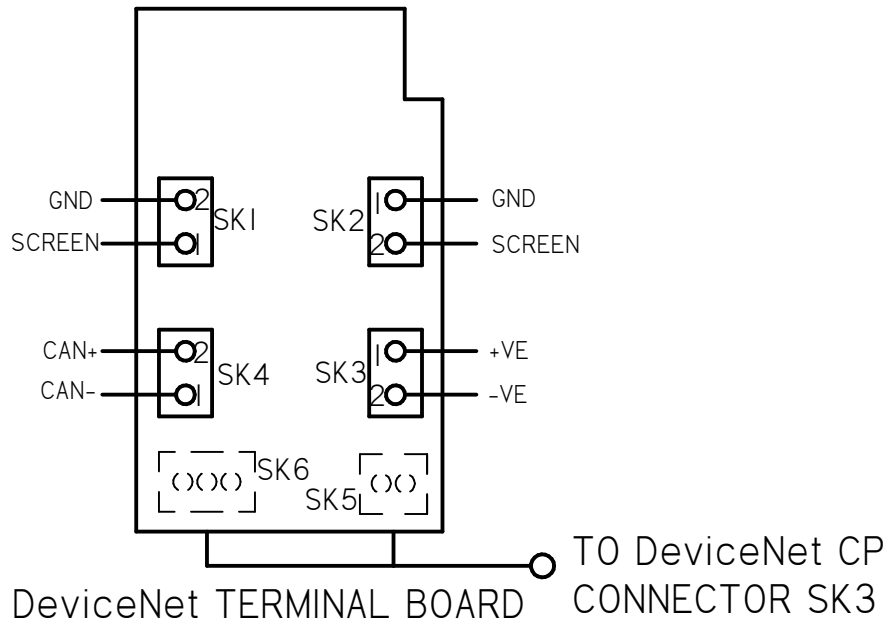 GND 2 1 GND
SK1 SK2
SCREEN 1 2 SCREEN
CAN+ 2 1 +VE
SK4 SK3
CAN- 1 2 -VE
SK6
SK5
TO DeviceNet CP
DeviceNet TERMINAL BOARD CONNECTOR SK3